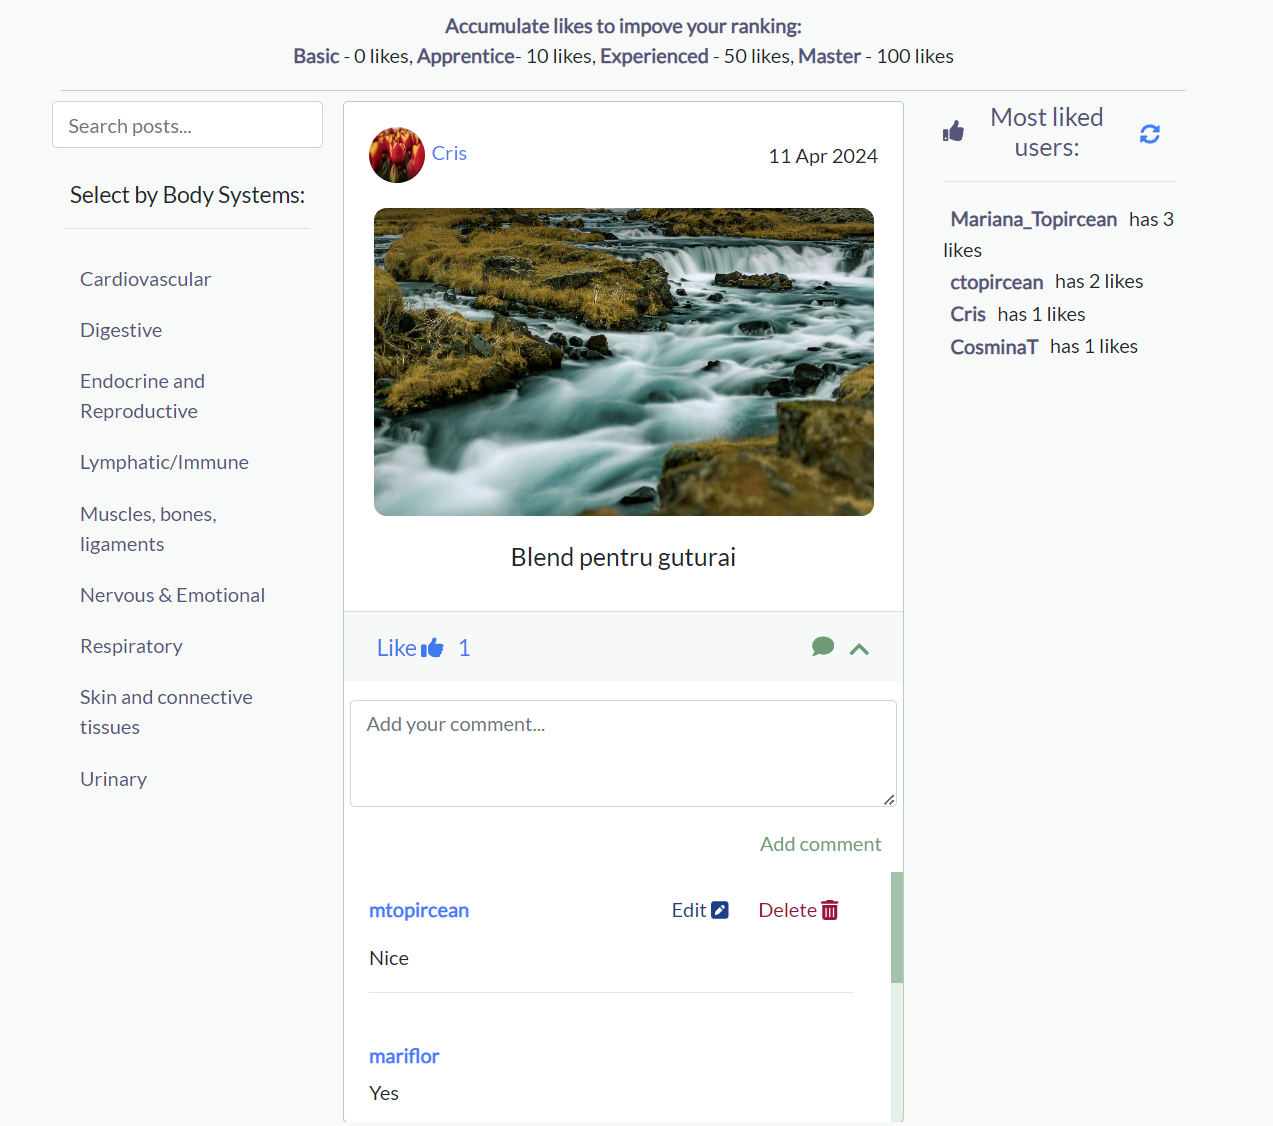 Accumulate likes to impove your ranking:
Basic - 0 likes, Apprentice- 10 likes, Experienced - 50 likes, Master - 100 likes
Search posts...
Select by Body Systems:
Cardiovascular
Digestive
Endocrine and
Reproductive
Lymphatic/Immune
Muscles, bones,
ligaments
Nervous & Emotional
Respiratory
Skin and connective
tissues
Urinary
Cris
11 Apr 2024
Blend pentru guturai
Like 1
Add your comment...
Add comment
mtopircean
Edit
Delete
Nice
mariflor
Yes
Most liked
users:
Mariana_Topircean has 3
likes
ctopircean has 2 likes
Cris has 1 likes
CosminaT has 1 likes